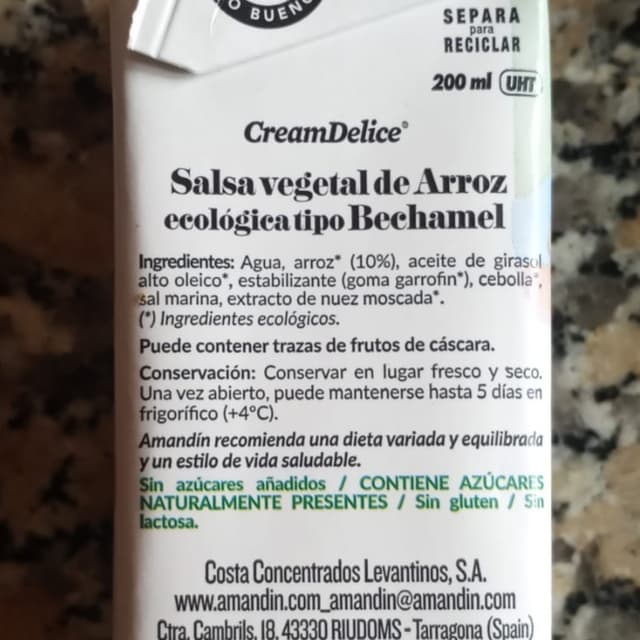 O BUENO
SEPARA
para
RECICLAR
200 ml UHT
CreamDelice®
Salsa vegetal de Arroz
ecológica tipo Bechamel
Ingredientes: Agua, arroz* (10%), aceite de girasol
alto oleico*, estabilizante (goma garrofin*), cebolla*,
sal marina, extracto de nuez moscada*.
(*) Ingredientes ecológicos.
Puede contener trazas de frutos de cáscara.
Conservación: Conservar en lugar fresco y seco.
Una vez abierto, puede mantenerse hasta 5 días en
frigorífico (+4°C).
Amandín recomienda una dieta variada y equilibrada
y un estilo de vida saludable.
Sin azúcares añadidos / CONTIENE AZÚCARES
NATURALMENTE PRESENTES / Sin gluten / Sin
lactosa.
Costa Concentrados Levantinos, S.A.
www.amandin.com_amandin@amandin.com
Ctra. Cambrils, 18, 43330 RIUDOMS - Tarragona (Spain)